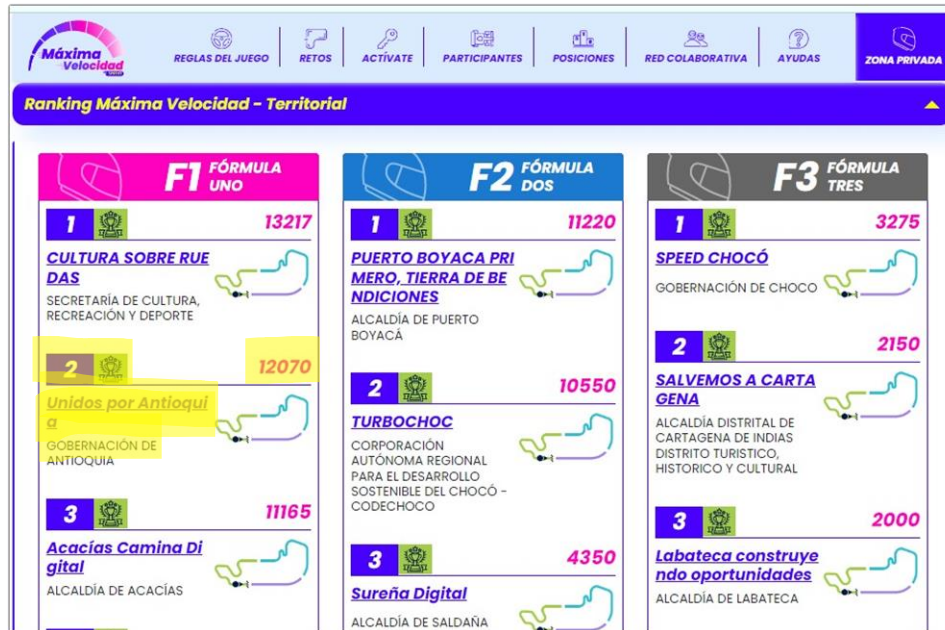 Máxima
Velocidad
REGLAS DEL JUEGO
RETOS
ACTÍVATE
PARTICIPANTES
POSICIONES
RED COLABORATIVA
AYUDAS
ZONA PRIVADA
Ranking Máxima Velocidad - Territorial
F1 FÓRMULA
UNO
1 13217
CULTURA SOBRE RUE
DAS
SECRETARÍA DE CULTURA,
RECREACIÓN Y DEPORTE
2 12070
Unidos por Antioqui
a
GOBERNACIÓN DE
ANTIOQUIA
3 11165
Acacías Camina Di
gital
ALCALDÍA DE ACACÍAS
F2 FÓRMULA
DOS
1 11220
PUERTO BOYACA PRI
MERO, TIERRA DE BE
NDICIONES
ALCALDÍA DE PUERTO
BOYACÁ
2 10550
TURBOCHOC
CORPORACIÓN
AUTÓNOMA REGIONAL
PARA EL DESARROLLO
SOSTENIBLE DEL CHOCÓ -
CODECHOCO
3 4350
Sureña Digital
ALCALDÍA DE SALDAÑA
F3 FÓRMULA
TRES
1 3275
SPEED CHOCÓ
GOBERNACIÓN DE CHOCO
2 2150
SALVEMOS A CARTA
GENA
ALCALDÍA DISTRITAL DE
CARTAGENA DE INDIAS
DISTRITO TURISTICO,
HISTORICO Y CULTURAL
3 2000
Labateca construye
ndo oportunidades
ALCALDÍA DE LABATECA